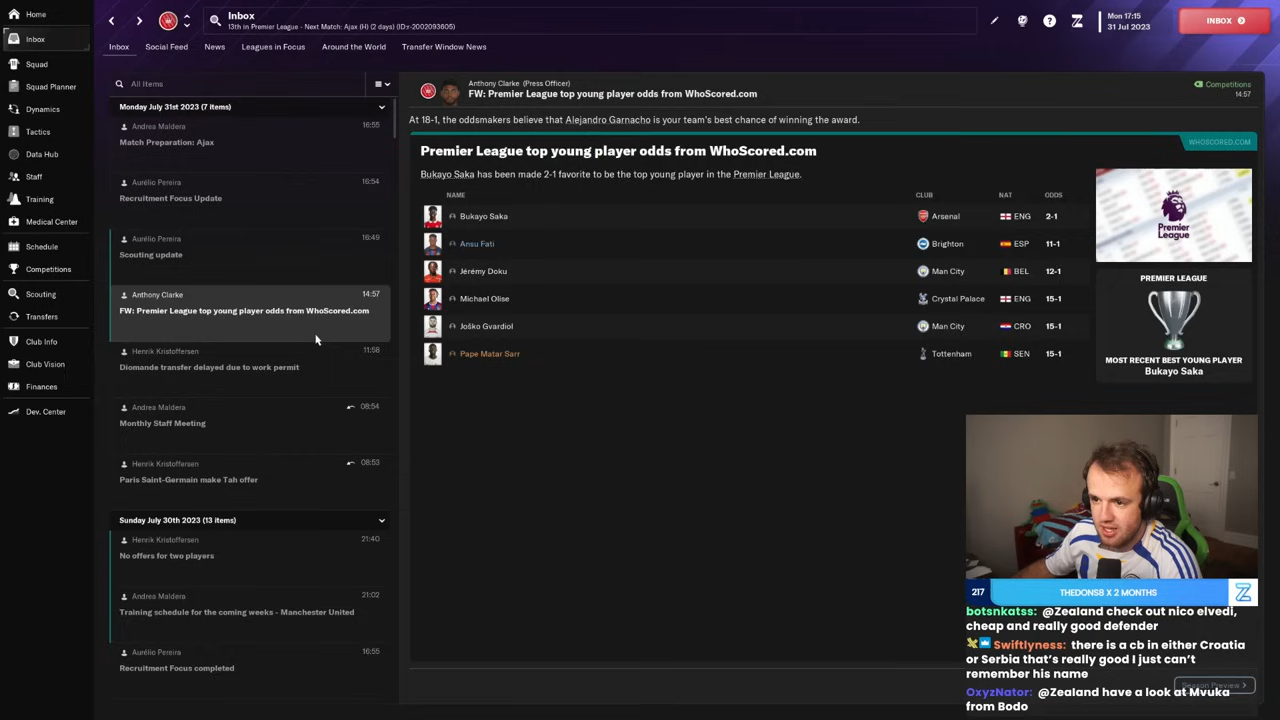 Home
Inbox
Squad
Squad Planner
Dynamics
Tactics
Data Hub
Staff
Training
Medical Center
Schedule
Competitions
Scouting
Transfers
Club Info
Club Vision
Finances
Dev. Center
Inbox
13th in Premier League - Next Match: Ajax (H) (2 days) (ID:r-2002093605)
Mon 17:15
31 Jul 2023
INBOX
Inbox
Social Feed
News
Leagues in Focus
Around the World
Transfer Window News
All Items
Monday July 31st 2023 (7 items)
Andrea Maldera 16:55
Match Preparation: Ajax
Aurélio Pereira 16:54
Recruitment Focus Update
Aurélio Pereira 16:49
Scouting update
Anthony Clarke 14:57
FW: Premier League top young player odds from WhoScored.com
Henrik Kristoffersen 11:58
Diomande transfer delayed due to work permit
Andrea Maldera 08:54
Monthly Staff Meeting
Henrik Kristoffersen 08:53
Paris Saint-Germain make Tah offer
Sunday July 30th 2023 (13 items)
Henrik Kristoffersen 21:40
No offers for two players
Andrea Maldera 21:02
Training schedule for the coming weeks - Manchester United
Aurélio Pereira 16:55
Recruitment Focus completed
Anthony Clarke (Press Officer)
FW: Premier League top young player odds from WhoScored.com
Competitions
14:57
At 18-1, the oddsmakers believe that Alejandro Garnacho is your team's best chance of winning the award.
WHOSCORED.COM
Premier League top young player odds from WhoScored.com
Bukayo Saka has been made 2-1 favorite to be the top young player in the Premier League.
NAME CLUB NAT ODDS
Bukayo Saka Arsenal ENG 2-1
Ansu Fati Brighton ESP 11-1
Jérémy Doku Man City BEL 12-1
Michael Olise Crystal Palace ENG 15-1
Joško Gvardiol Man City CRO 15-1
Pape Matar Sarr Tottenham SEN 15-1
Premier
League
PREMIER LEAGUE
MOST RECENT BEST YOUNG PLAYER
Bukayo Saka
217 THEDONS8 X 2 MONTHS
botsnkatss: @Zealand check out nico elvedi,
cheap and really good defender
Swiftlyness: there is a cb in either Croatia
or Serbia that's really good I just can't
remember his name
OxyzNator: @Zealand have a look at Mvuka
from Bodo
Season Preview